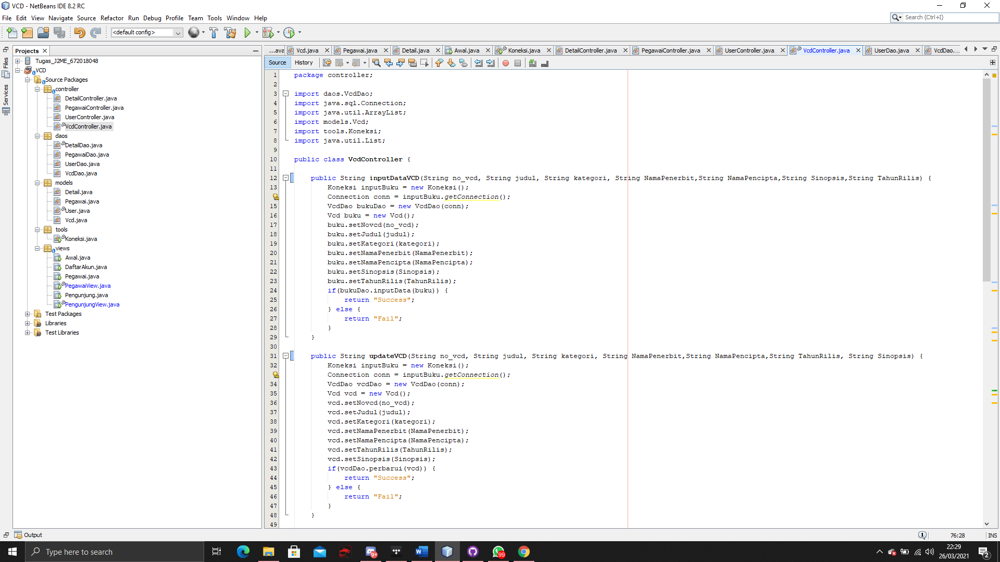 VCD - NetBeans IDE 8.2 RC
File Edit View Navigate Source Refactor Run Debug Profile Team Tools Window Help
Search (Ctrl+I)
<default config>
Files
Services
Projects
Tugas_J2ME_672018048
VCD
Source Packages
controller
DetailController.java
PegawaiController.java
UserController.java
VcdController.java
daos
DetailDao.java
PegawaiDao.java
UserDao.java
VcdDao.java
models
Detail.java
Pegawai.java
User.java
Vcd.java
tools
Koneksi.java
views
Awal.java
DaftarAkun.java
Pegawai.java
PegawaiView.java
Pengunjung.java
PengunjungView.java
Test Packages
Libraries
Test Libraries
...ava Vcd.java Pegawai.java Detail.java Awal.java Koneksi.java DetailController.java PegawaiController.java UserController.java VcdController.java UserDao.java VcdDao....
Source History
1 package controller;
2
3 import daos.VcdDao;
4 import java.sql.Connection;
5 import java.util.ArrayList;
6 import models.Vcd;
7 import tools.Koneksi;
8 import java.util.List;
9
10 public class VcdController {
11
12 public String inputDataVCD(String no_vcd, String judul, String kategori, String NamaPenerbit,String NamaPencipta,String Sinopsis,String TahunRilis) {
13 Koneksi inputBuku = new Koneksi();
Connection conn = inputBuku.getConnection();
15 VcdDao bukuDao = new VcdDao(conn);
16 Vcd buku = new Vcd();
17 buku.setNovcd(no_vcd);
18 buku.setJudul(judul);
19 buku.setKategori(kategori);
20 buku.setNamaPenerbit(NamaPenerbit);
21 buku.setNamaPencipta(NamaPencipta);
22 buku.setSinopsis(Sinopsis);
23 buku.setTahunRilis(TahunRilis);
24 if(bukuDao.inputData(buku)) {
25 return "Success";
26 } else {
27 return "Fail";
28 }
29 }
30
31 public String updateVCD(String no_vcd, String judul, String kategori, String NamaPenerbit,String NamaPencipta,String TahunRilis, String Sinopsis) {
32 Koneksi inputBuku = new Koneksi();
Connection conn = inputBuku.getConnection();
34 VcdDao vcdDao = new VcdDao(conn);
35 Vcd vcd = new Vcd();
36 vcd.setNovcd(no_vcd);
37 vcd.setJudul(judul);
38 vcd.setKategori(kategori);
39 vcd.setNamaPenerbit(NamaPenerbit);
40 vcd.setNamaPencipta(NamaPencipta);
41 vcd.setTahunRilis(TahunRilis);
42 vcd.setSinopsis(Sinopsis);
43 if(vcdDao.perbarui(vcd)) {
44 return "Success";
45 } else {
46 return "Fail";
47 }
48 }
49
Output
1 76:28 INS
Type here to search
9+
99
22:29
26/03/2021
2